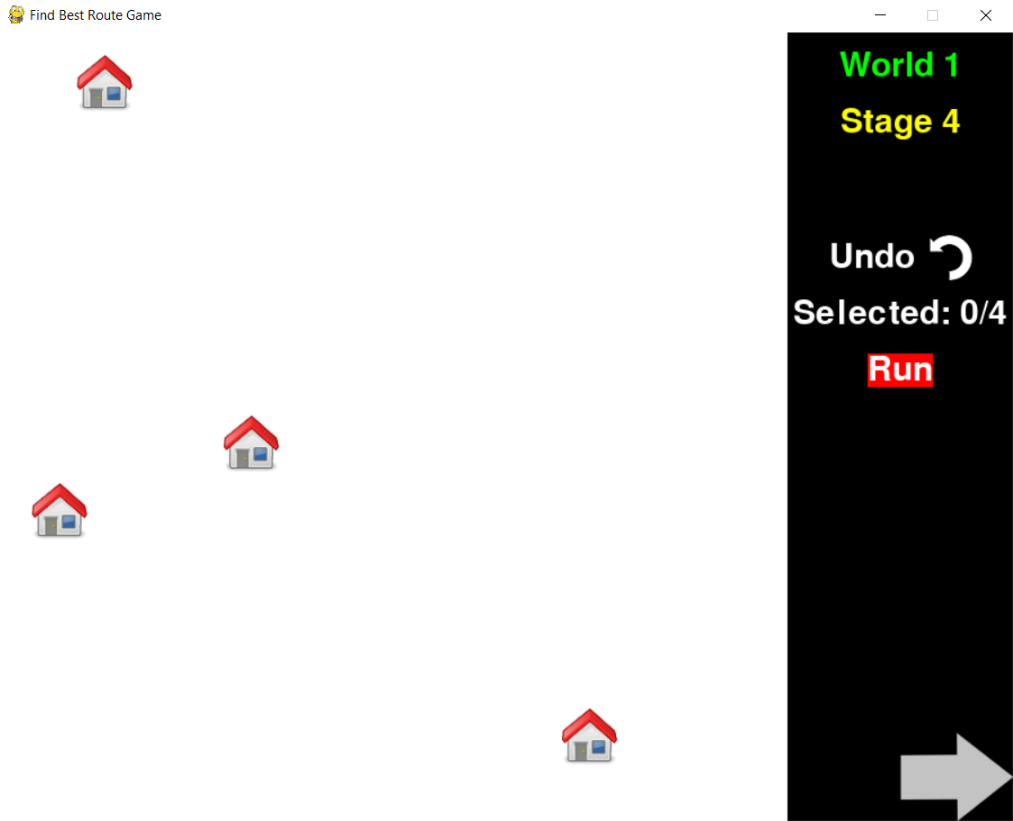 Find Best Route Game
World 1
Stage 4
Undo
Selected: 0/4
Run